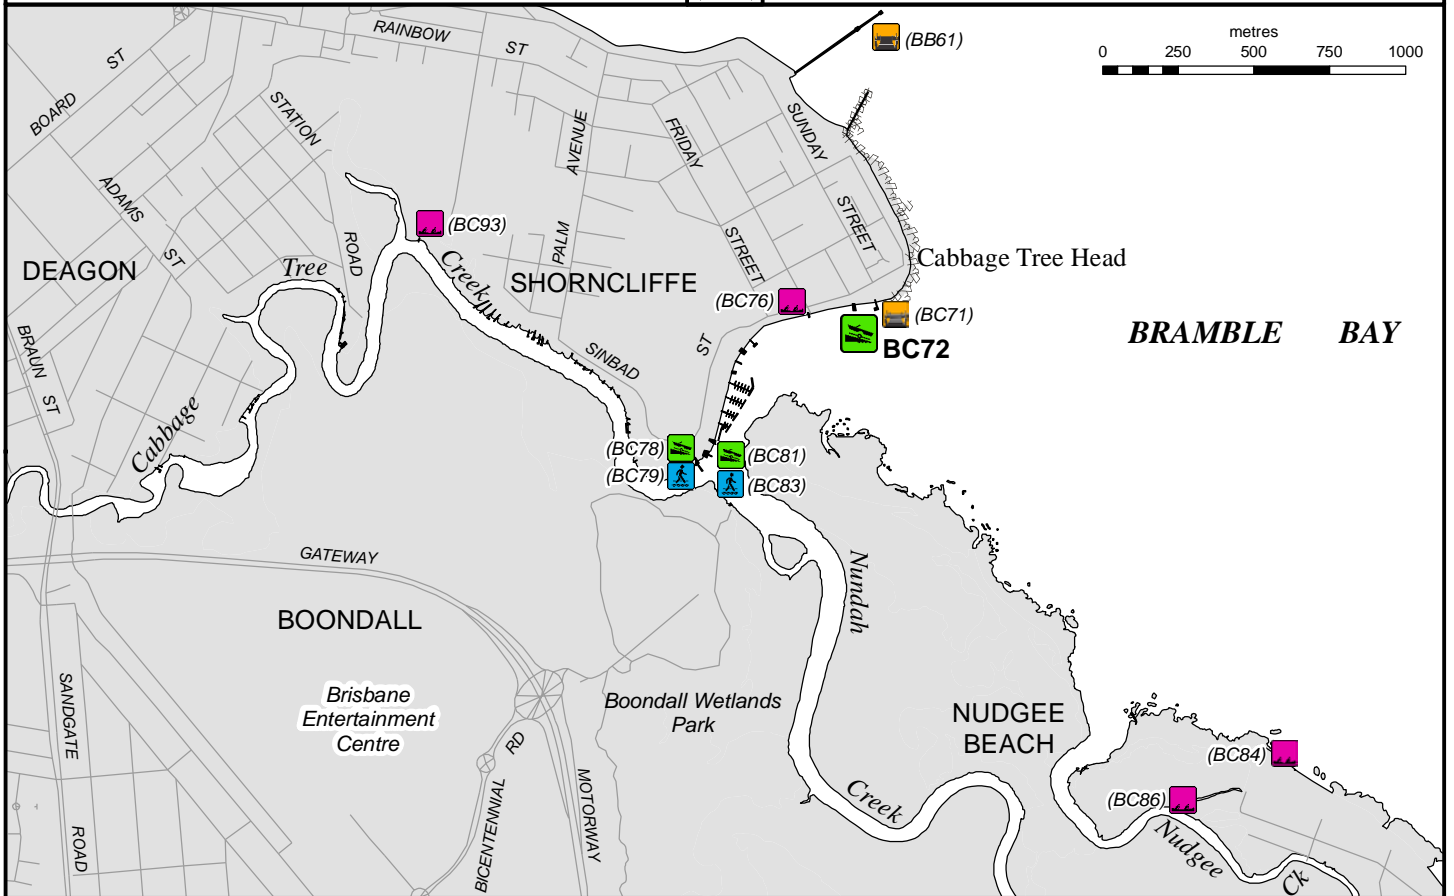 RAINBOW ST
(BB61)
metres
0 250 500 750 1000
BOARD ST
STATION
ROAD
AVENUE
PALM
FRIDAY
STREET
SUNDAY
STREET
ADAMS
ST
(BC93)
DEAGON
Tree
Creek
SHORNCLIFFE
Cabbage Tree Head
(BC76)
(BC71)
BC72
BRAMBLE BAY
BRAUN ST
SINBAD
ST
Cabbage
(BC78)
(BC81)
(BC79)
(BC83)
GATEWAY
Nundah
BOONDALL
SANDGATE
ROAD
Brisbane
Entertainment
Centre
Boondall Wetlands
Park
RD
BICENTENNIAL
MOTORWAY
NUDGEE
BEACH
(BC84)
(BC86)
Creek
Nudgee
Ck